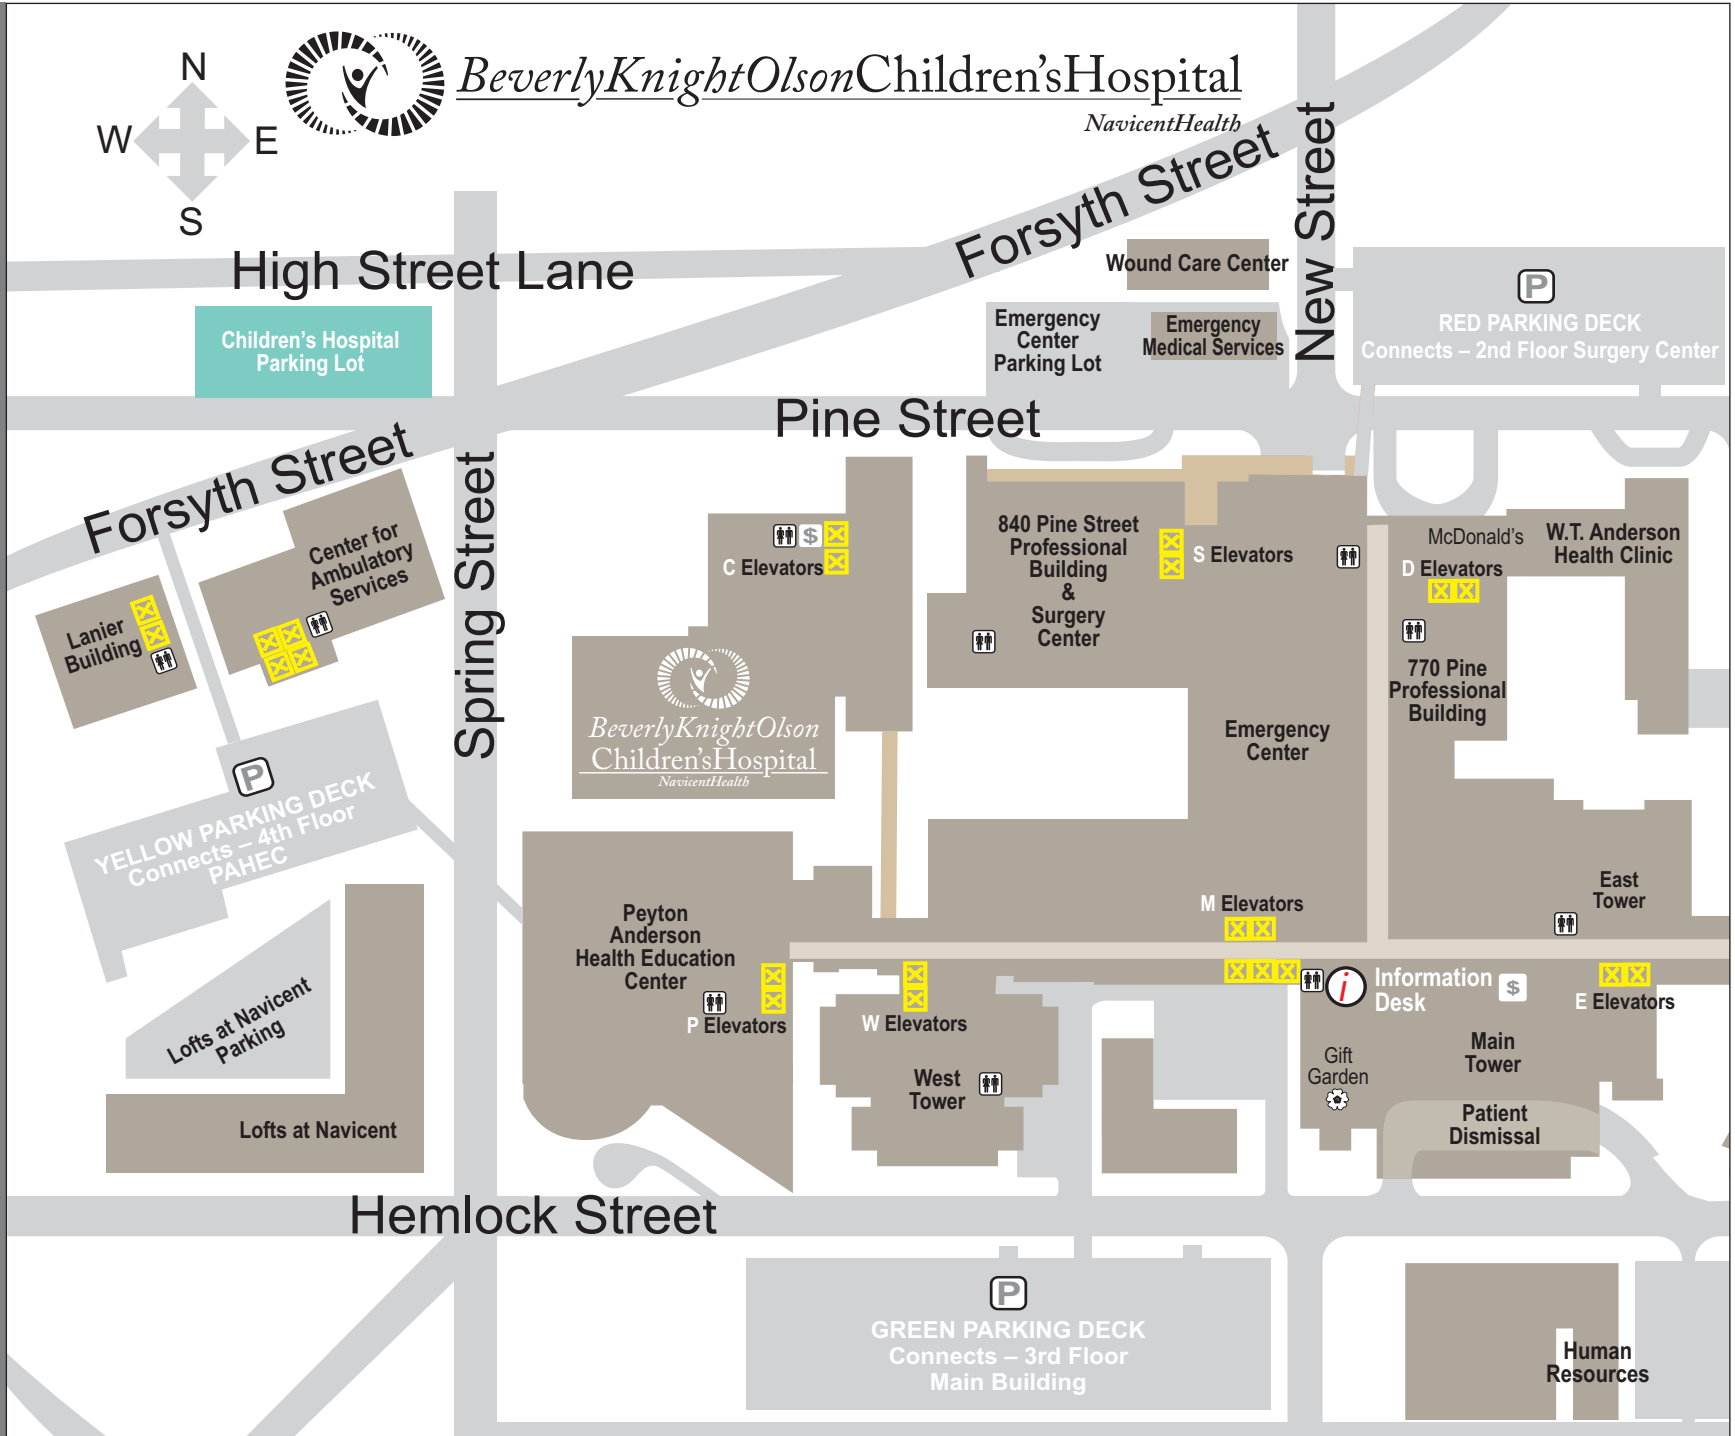 N
W E
S
BeverlyKnightOlsonChildren'sHospital
NavicentHealth
High Street Lane
Forsyth Street
New Street
Wound Care Center
Children's Hospital
Parking Lot
Emergency
Center
Parking Lot
Emergency
Medical Services
P
RED PARKING DECK
Connects – 2nd Floor Surgery Center
Pine Street
Forsyth Street
Spring Street
Center for
Ambulatory
Services
Lanier
Building
$
C Elevators
840 Pine Street
Professional
Building
&
Surgery
Center
S Elevators
McDonald's
D Elevators
W.T. Anderson
Health Clinic
770 Pine
Professional
Building
BeverlyKnightOlson
Children'sHospital
NavicentHealth
Emergency
Center
P
YELLOW PARKING DECK
Connects – 4th Floor
PAHEC
Peyton
Anderson
Health Education
Center
P Elevators
M Elevators
East
Tower
W Elevators
i
Information
Desk
$
E Elevators
Lofts at Navicent
Parking
West
Tower
Gift
Garden
Main
Tower
Patient
Dismissal
Lofts at Navicent
Hemlock Street
P
GREEN PARKING DECK
Connects – 3rd Floor
Main Building
Human
Resources